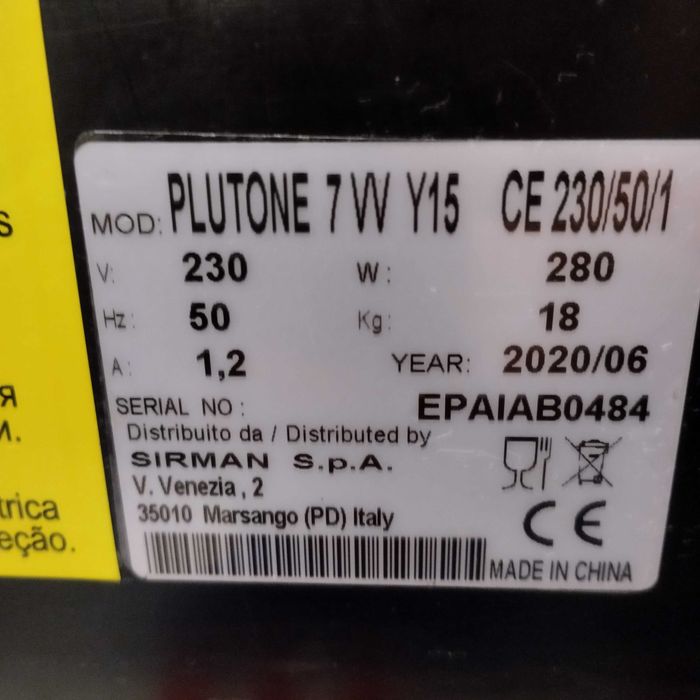 MOD: PLUTONE 7 VV Y15 CE 230/50/1
V: 230 W: 280
Hz: 50 Kg: 18
A: 1,2 YEAR: 2020/06
SERIAL NO: EPAIAB0484
Distribuito da / Distributed by
SIRMAN S.p.A.
V. Venezia, 2
35010 Marsango (PD) Italy
CE
MADE IN CHINA
S
Я
И.
trica
eção.